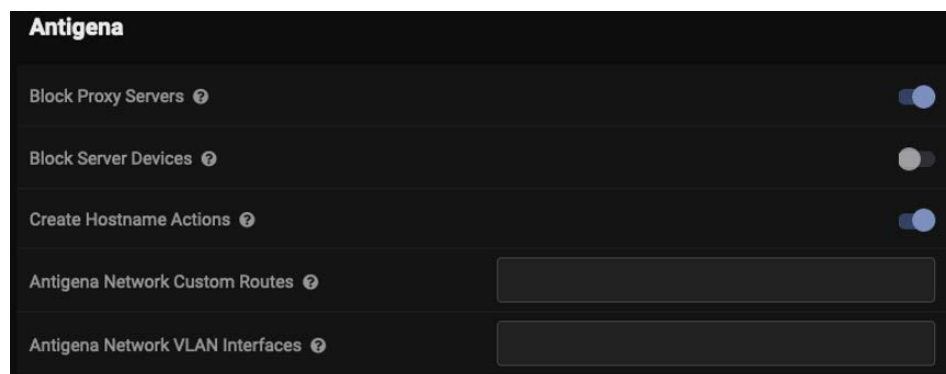 Antigena
Block Proxy Servers ?
Block Server Devices ?
Create Hostname Actions ?
Antigena Network Custom Routes ?
Antigena Network VLAN Interfaces ?